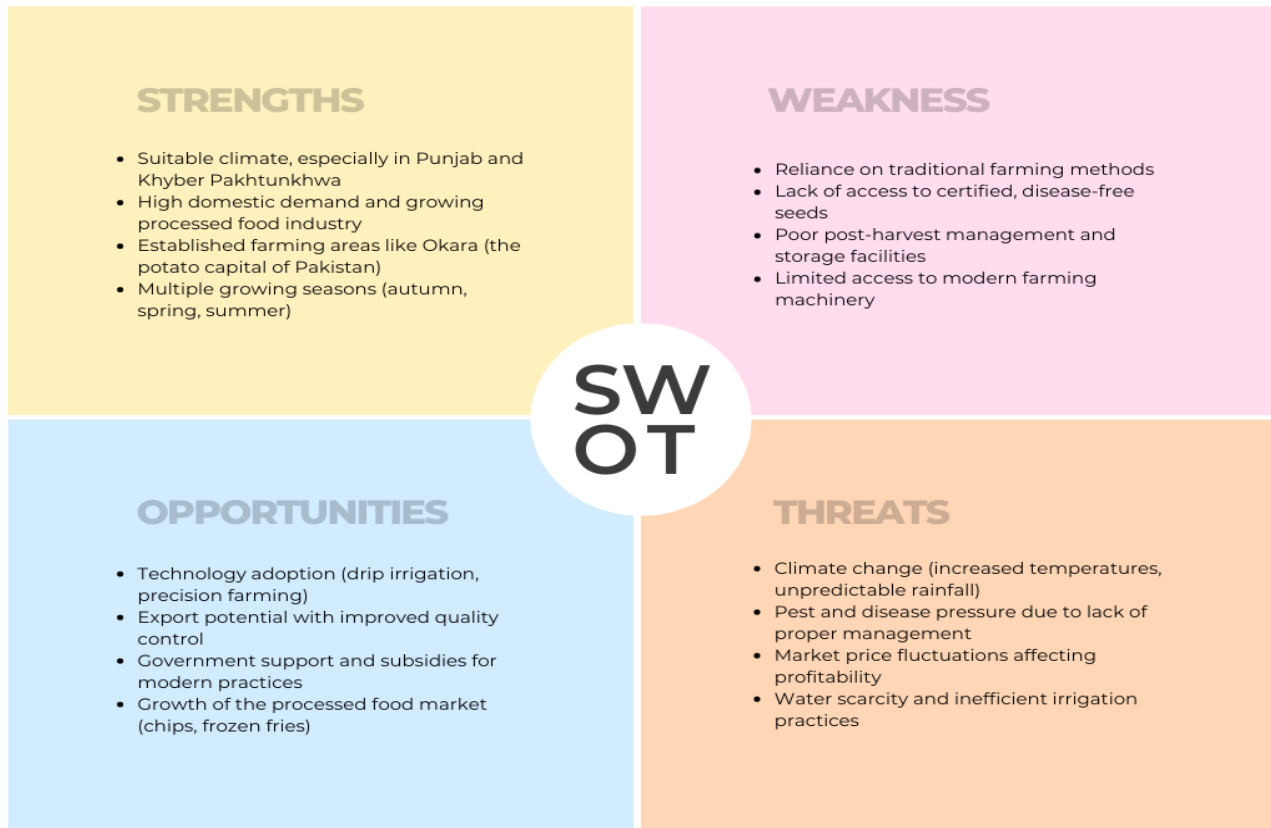 STRENGTHS
• Suitable climate, especially in Punjab and
Khyber Pakhtunkhwa
• High domestic demand and growing
processed food industry
• Established farming areas like Okara (the
potato capital of Pakistan)
• Multiple growing seasons (autumn,
spring, summer)
WEAKNESS
• Reliance on traditional farming methods
• Lack of access to certified, disease-free
seeds
• Poor post-harvest management and
storage facilities
• Limited access to modern farming
machinery
SW
OT
OPPORTUNITIES
• Technology adoption (drip irrigation,
precision farming)
• Export potential with improved quality
control
• Government support and subsidies for
modern practices
• Growth of the processed food market
(chips, frozen fries)
THREATS
• Climate change (increased temperatures,
unpredictable rainfall)
• Pest and disease pressure due to lack of
proper management
• Market price fluctuations affecting
profitability
• Water scarcity and inefficient irrigation
practices